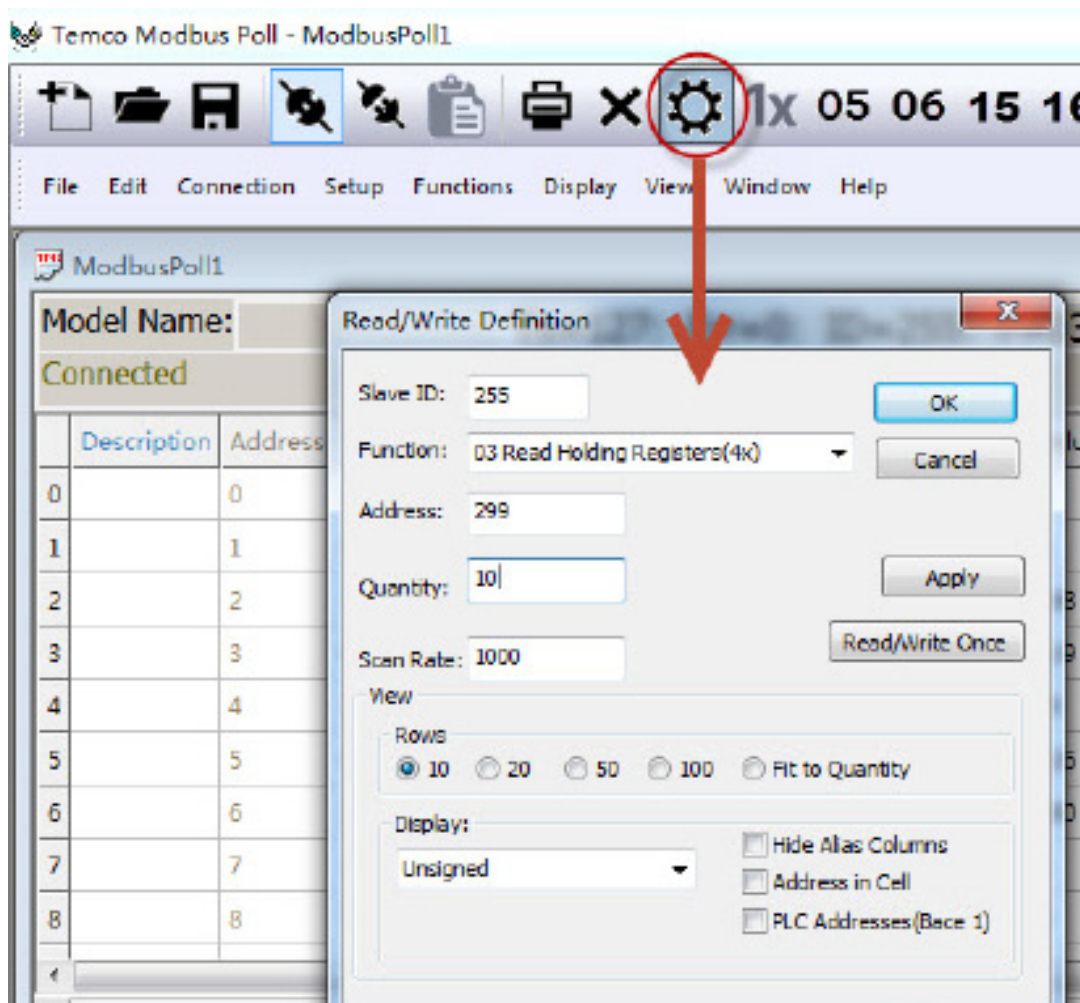 Temco Modbus Poll - ModbusPoll1
1x 05 06 15 16
File Edit Connection Setup Functions Display View Window Help
ModbusPoll1
Model Name:
Connected
Read/Write Definition
Description Address
0 0
1 1
2 2
3 3
4 4
5 5
6 6
7 7
8 8
Slave ID: 255
OK
Function: 03 Read Holding Registers(4x)
Cancel
Address: 299
Quantity: 10
Apply
Read/Write Once
Scan Rate: 1000
View
Rows
10 20 50 100 Fit to Quantity
Display:
Unsigned
Hide Alias Columns
Address in Cell
PLC Addresses(Bace 1)